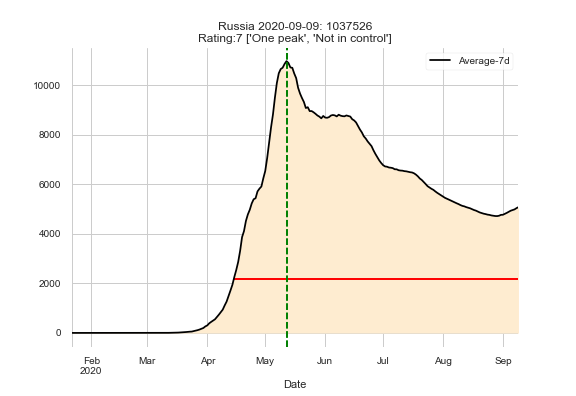 Russia 2020-09-09: 1037526
Rating:7 ['One peak', 'Not in control']
Average-7d
10000
8000
6000
4000
2000
0
Feb Mar Apr May Jun Jul Aug Sep
2020
Date